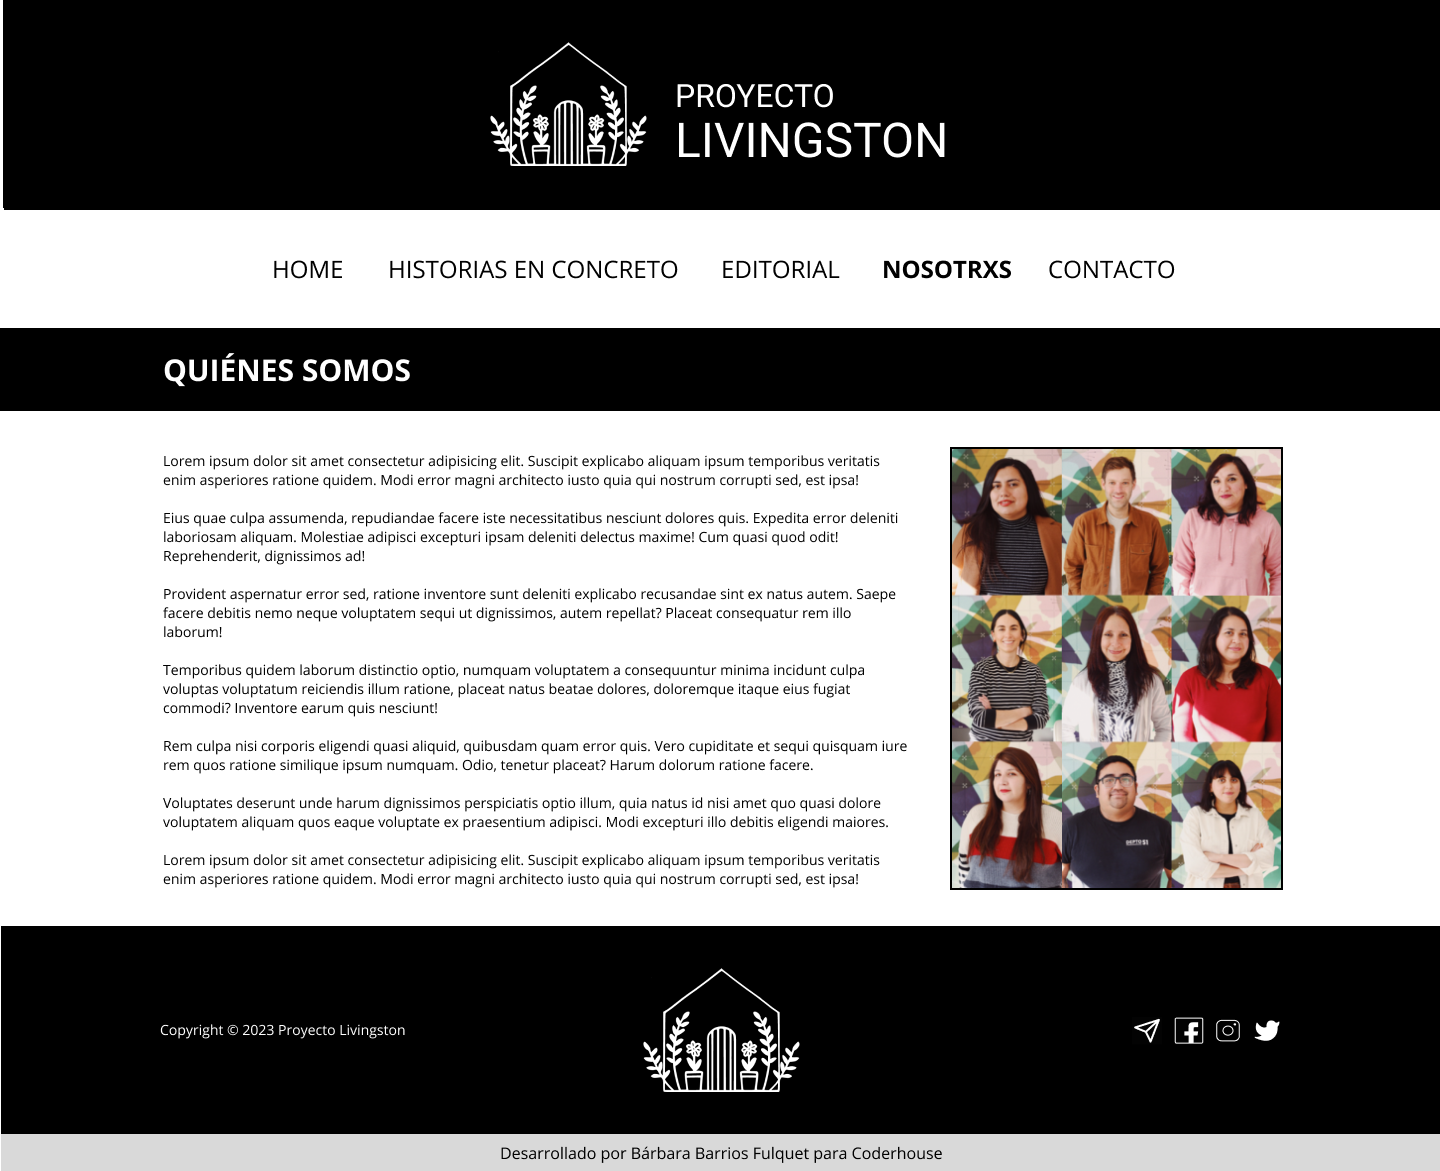 PROYECTO
LIVINGSTON
HOME HISTORIAS EN CONCRETO EDITORIAL NOSOTRXS CONTACTO
QUIÉNES SOMOS
Lorem ipsum dolor sit amet consectetur adipisicing elit. Suscipit explicabo aliquam ipsum temporibus veritatis
enim asperiores ratione quidem. Modi error magni architecto iusto quia qui nostrum corrupti sed, est ipsa!
Eius quae culpa assumenda, repudiandae facere iste necessitatibus nesciunt dolores quis. Expedita error deleniti
laboriosam aliquam. Molestiae adipisci excepturi ipsam deleniti delectus maxime! Cum quasi quod odit!
Reprehenderit, dignissimos ad!
Provident aspernatur error sed, ratione inventore sunt deleniti explicabo recusandae sint ex natus autem. Saepe
facere debitis nemo neque voluptatem sequi ut dignissimos, autem repellat? Placeat consequatur rem illo
laborum!
Temporibus quidem laborum distinctio optio, numquam voluptatem a consequuntur minima incidunt culpa
voluptas voluptatum reiciendis illum ratione, placeat natus beatae dolores, doloremque itaque eius fugiat
commodi? Inventore earum quis nesciunt!
Rem culpa nisi corporis eligendi quasi aliquid, quibusdam quam error quis. Vero cupiditate et sequi quisquam iure
rem quos ratione similique ipsum numquam. Odio, tenetur placeat? Harum dolorum ratione facere.
Voluptates deserunt unde harum dignissimos perspiciatis optio illum, quia natus id nisi amet quo quasi dolore
voluptatem aliquam quos eaque voluptate ex praesentium adipisci. Modi excepturi illo debitis eligendi maiores.
Lorem ipsum dolor sit amet consectetur adipisicing elit. Suscipit explicabo aliquam ipsum temporibus veritatis
enim asperiores ratione quidem. Modi error magni architecto iusto quia qui nostrum corrupti sed, est ipsa!
Copyright © 2023 Proyecto Livingston
Desarrollado por Bárbara Barrios Fulquet para Coderhouse